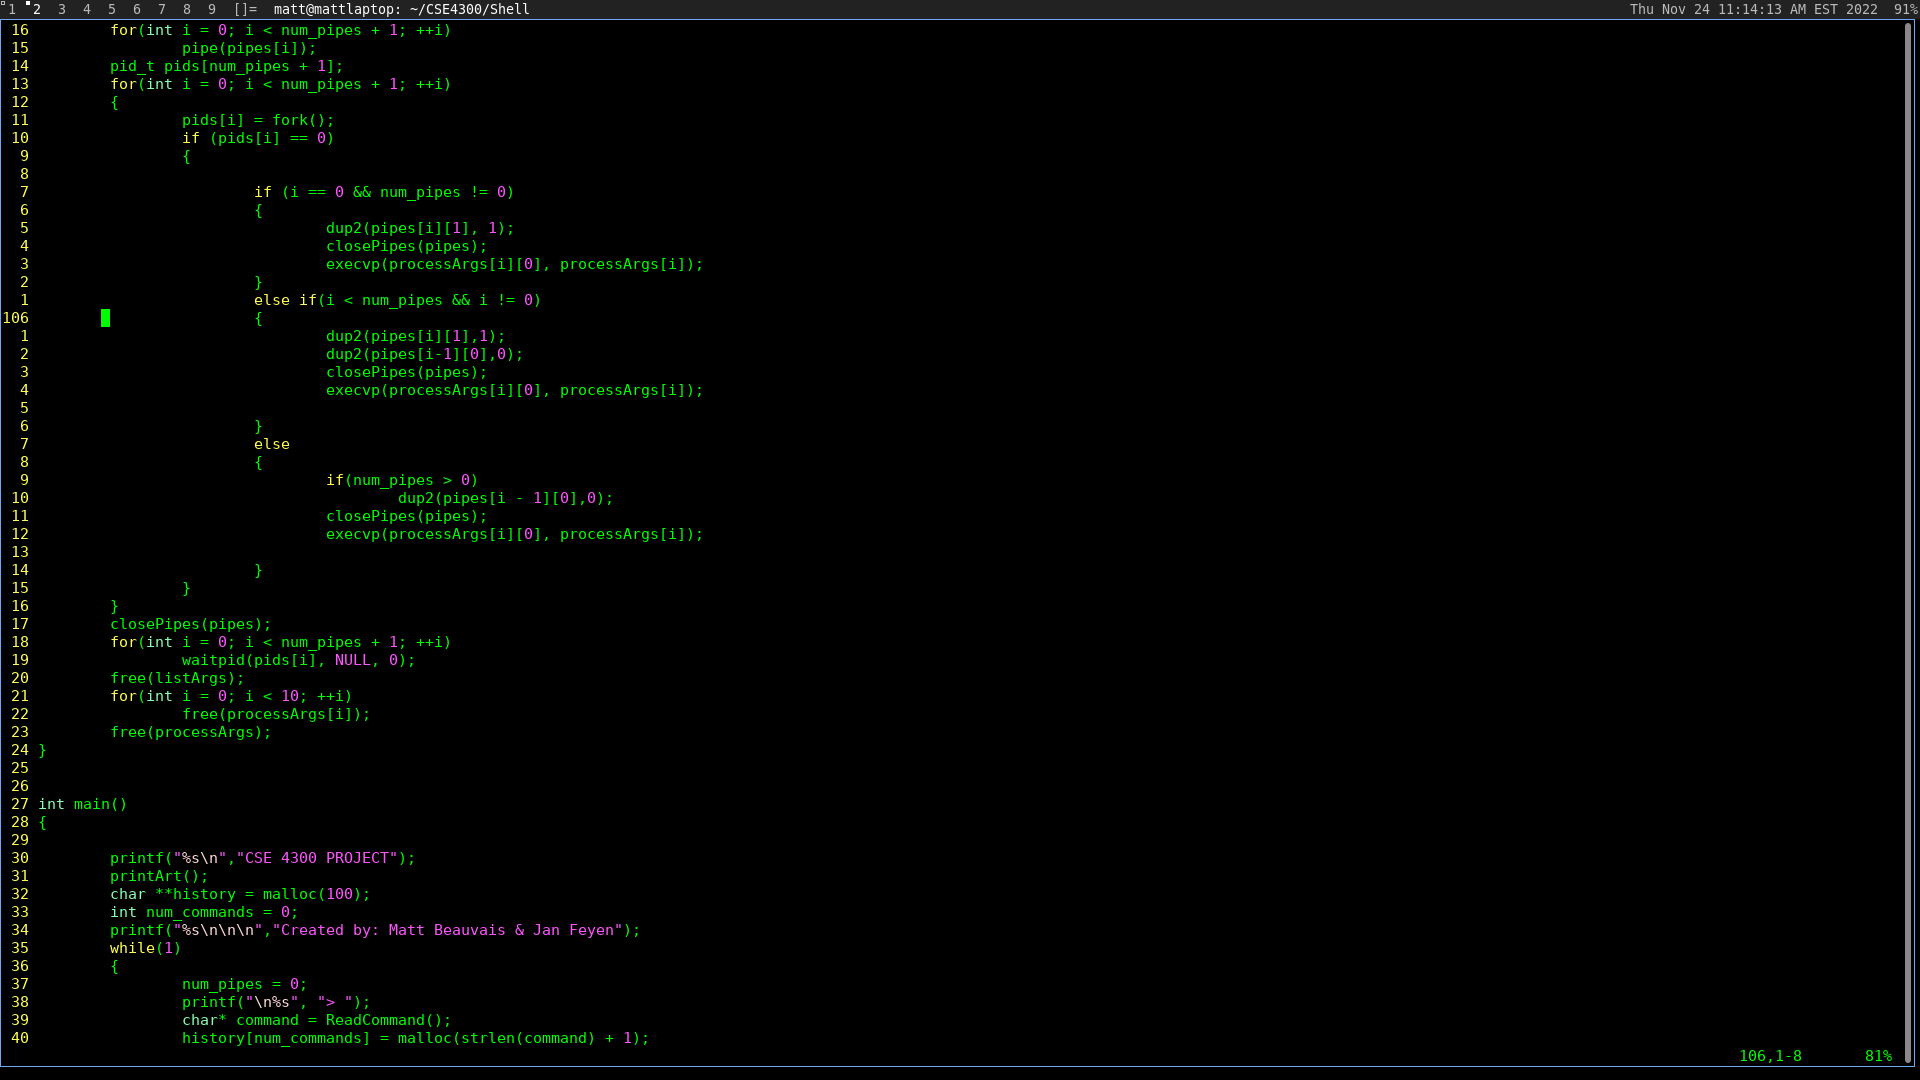 1 2 3 4 5 6 7 8 9 []= matt@mattlaptop: ~/CSE4300/Shell Thu Nov 24 11:14:13 AM EST 2022 91%
16         for(int i = 0; i < num_pipes + 1; ++i)
15                 pipe(pipes[i]);
14         pid_t pids[num_pipes + 1];
13         for(int i = 0; i < num_pipes + 1; ++i)
12         {
11                 pids[i] = fork();
10                 if (pids[i] == 0)
9                 {
8
7                         if (i == 0 && num_pipes != 0)
6                         {
5                                 dup2(pipes[i][1], 1);
4                                 closePipes(pipes);
3                                 execvp(processArgs[i][0], processArgs[i]);
2                         }
1                         else if(i < num_pipes && i != 0)
106                         {
1                                 dup2(pipes[i][1],1);
2                                 dup2(pipes[i-1][0],0);
3                                 closePipes(pipes);
4                                 execvp(processArgs[i][0], processArgs[i]);
5
6                         }
7                         else
8                         {
9                                 if(num_pipes > 0)
10                                         dup2(pipes[i - 1][0],0);
11                                 closePipes(pipes);
12                                 execvp(processArgs[i][0], processArgs[i]);
13
14                         }
15                 }
16         }
17         closePipes(pipes);
18         for(int i = 0; i < num_pipes + 1; ++i)
19                 waitpid(pids[i], NULL, 0);
20         free(listArgs);
21         for(int i = 0; i < 10; ++i)
22                 free(processArgs[i]);
23         free(processArgs);
24 }
25
26
27 int main()
28 {
29
30         printf("%s\n","CSE 4300 PROJECT");
31         printArt();
32         char **history = malloc(100);
33         int num_commands = 0;
34         printf("%s\n\n\n","Created by: Matt Beauvais & Jan Feyen");
35         while(1)
36         {
37                 num_pipes = 0;
38                 printf("\n%s", "> ");
39                 char* command = ReadCommand();
40                 history[num_commands] = malloc(strlen(command) + 1);
106,1-8 81%